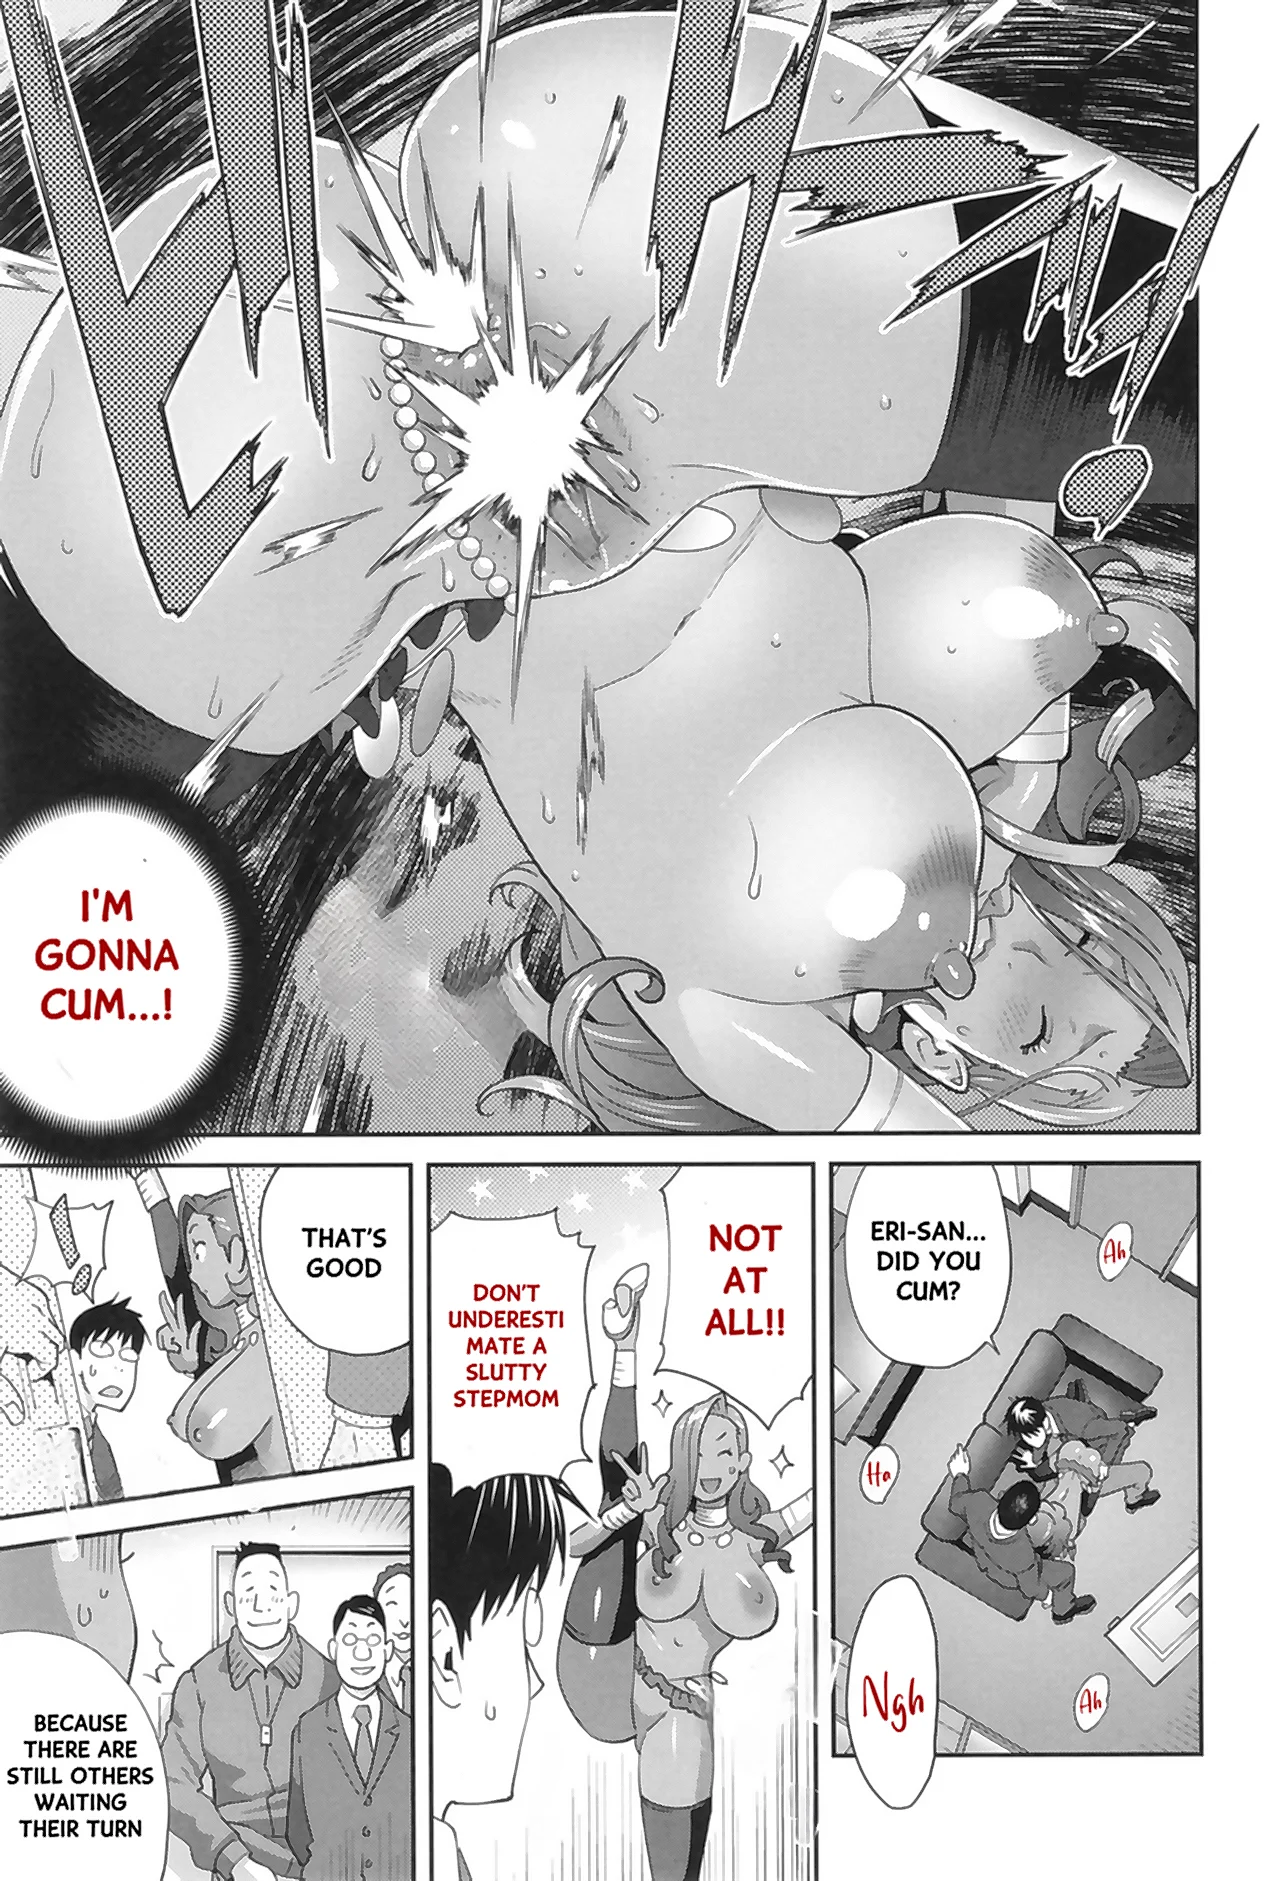 I'M
GONNA
CUM...!
ERI-SAN...
DID YOU
CUM?
Ah
Ha
Ngh
Ah
NOT
AT
ALL!!
DON'T
UNDERESTI
MATE A
SLUTTY
STEPMOM
THAT'S
GOOD
BECAUSE
THERE ARE
STILL OTHERS
WAITING
THEIR TURN